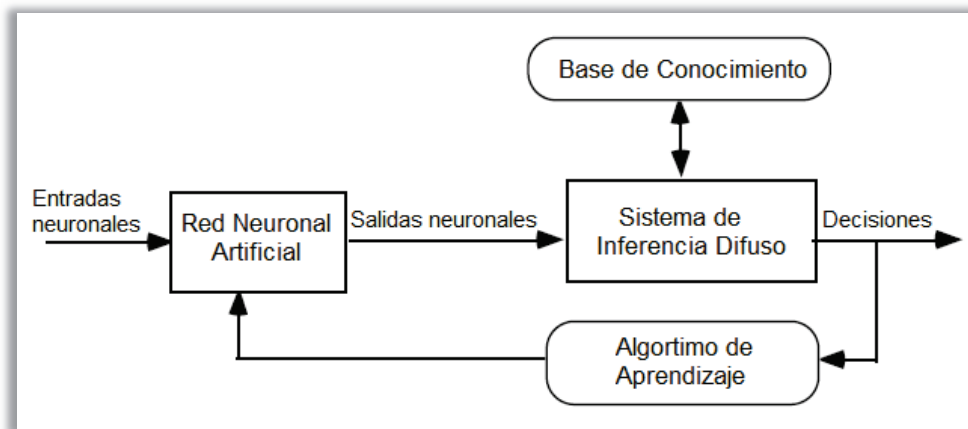 Base de Conocimiento
Entradas
neuronales
Red Neuronal
Artificial
Salidas neuronales
Sistema de
Inferencia Difuso
Decisiones
Algortimo de
Aprendizaje